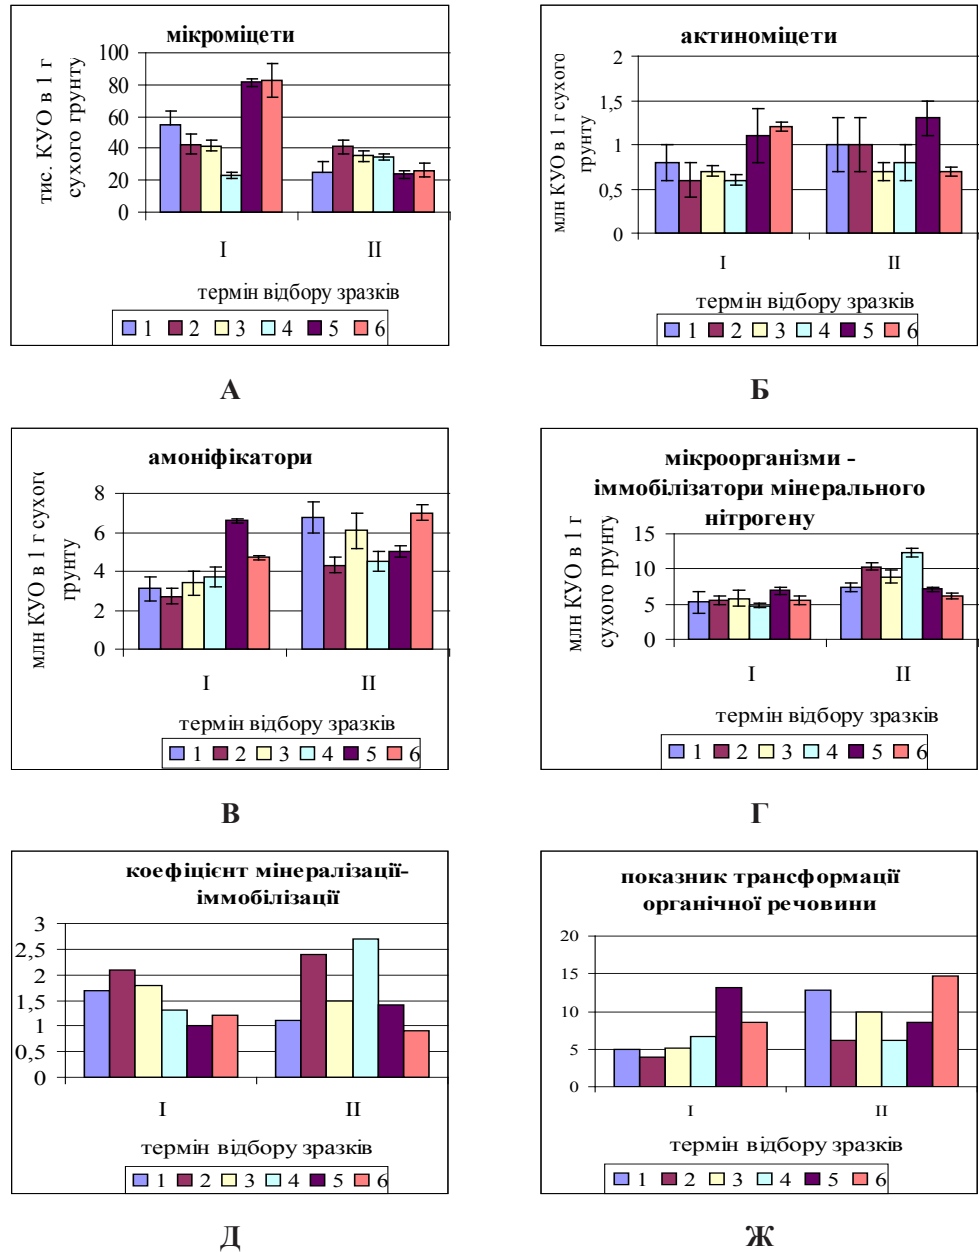 мікроміцети
тис. КУО в 1 г
сухого грунту
100
80
60
40
20
0
I II
термін відбору зразків
1 2 3 4 5 6
А
актиноміцети
млн КУО в 1 г сухого
грунту
2
1,5
1
0,5
0
I II
термін відбору зразків
1 2 3 4 5 6
Б
амоніфікатори
млн КУО в 1 г сухого
грунту
8
6
4
2
0
I II
термін відбору зразків
1 2 3 4 5 6
В
мікроорганізми -
іммобілізатори мінерального
нітрогену
млн КУО в 1 г
сухого грунту
15
10
5
0
I II
термін відбору зразків
1 2 3 4 5 6
Г
коефіцієнт мінералізації-
іммобілізації
3
2,5
2
1,5
1
0,5
0
I II
термін відбору зразків
1 2 3 4 5 6
Д
показник трансформації
органічної речовини
20
15
10
5
0
I II
термін відбору зразків
1 2 3 4 5 6
Ж